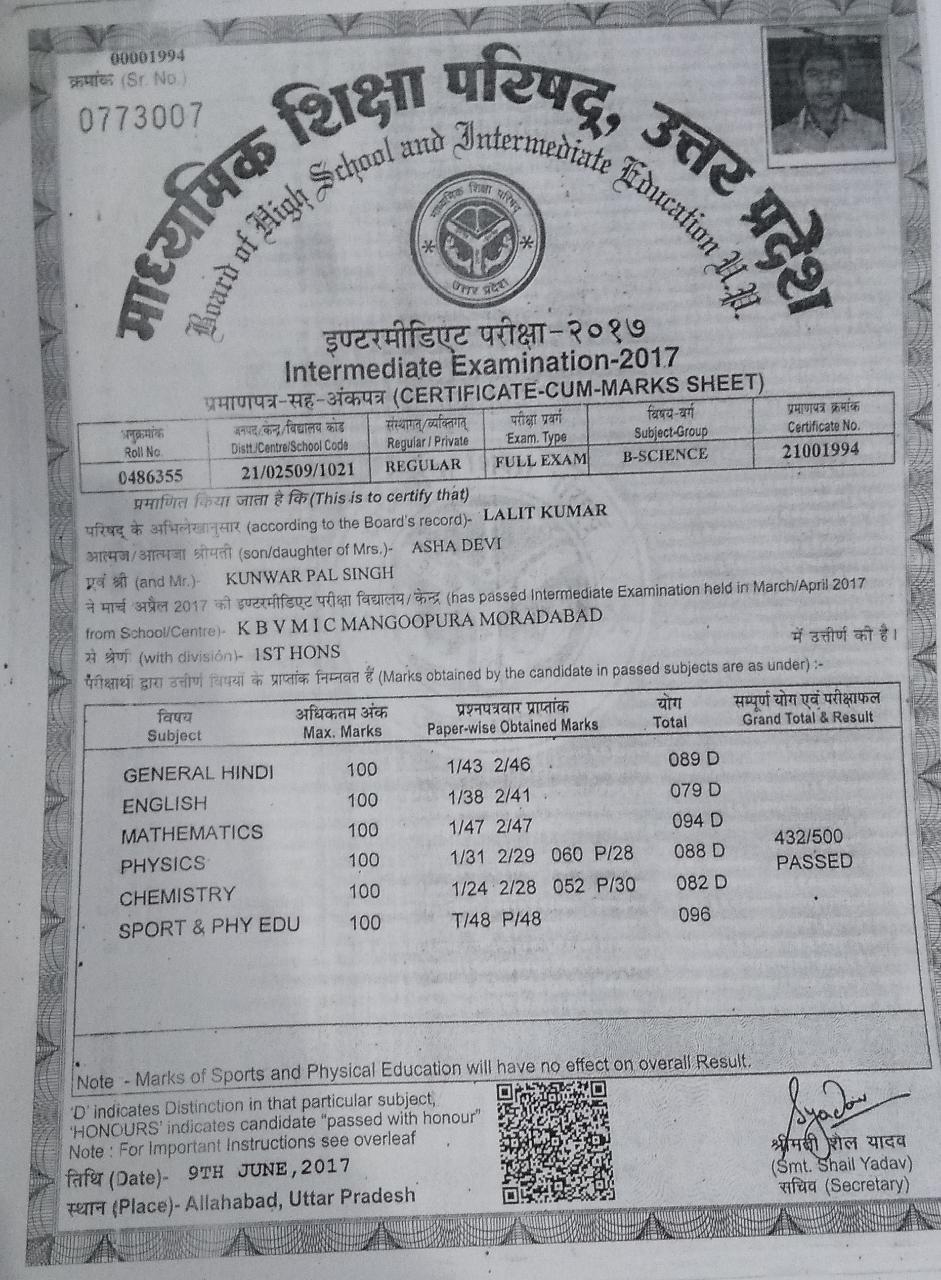 00001994
क्रमांक (Sr. No.)
0773007
माध्यमिक शिक्षा परिषद्, उत्तर प्रदेश
Board of High School and Intermediate Education U.P.
माध्यमिक शिक्षा परिषद्
उत्तर प्रदेश
इण्टरमीडिएट परीक्षा-२०१७
Intermediate Examination-2017
प्रमाणपत्र-सह-अंकपत्र (CERTIFICATE-CUM-MARKS SHEET)
अनुक्रमांक जनपद/केन्द्र/विद्यालय कोड संस्थागत्/व्यक्तिगत् परीक्षा प्रवर्ग विषय-वर्ग प्रमाणपत्र क्रमांक
Roll No. Distt./Centre/School Code Regular / Private Exam. Type Subject-Group Certificate No.
0486355 21/02509/1021 REGULAR FULL EXAM B-SCIENCE 21001994
प्रमाणित किया जाता है कि (This is to certify that)
परिषद् के अभिलेखानुसार (according to the Board's record)- LALIT KUMAR
आत्मज/आत्मजा श्रीमती (son/daughter of Mrs.)- ASHA DEVI
एवं श्री (and Mr.)- KUNWAR PAL SINGH
ने मार्च अप्रैल 2017 की इण्टरमीडिएट परीक्षा विद्यालय/केन्द्र (has passed Intermediate Examination held in March/April 2017
from School/Centre)- K B V M I C MANGOOPURA MORADABAD
में उत्तीर्ण की है।
से श्रेणी (with division)- 1ST HONS
परीक्षार्थी द्वारा उत्तीर्ण विषयों के प्राप्तांक निम्नवत हैं (Marks obtained by the candidate in passed subjects are as under) :-
विषय अधिकतम अंक प्रश्नपत्रवार प्राप्तांक योग सम्पूर्ण योग एवं परीक्षाफल
Subject Max. Marks Paper-wise Obtained Marks Total Grand Total & Result
GENERAL HINDI 100 1/43 2/46 089 D
ENGLISH 100 1/38 2/41 079 D
MATHEMATICS 100 1/47 2/47 094 D 432/500
PHYSICS 100 1/31 2/29 060 P/28 088 D PASSED
CHEMISTRY 100 1/24 2/28 052 P/30 082 D
SPORT & PHY EDU 100 T/48 P/48 096
Note - Marks of Sports and Physical Education will have no effect on overall Result.
'D' indicates Distinction in that particular subject,
'HONOURS' indicates candidate "passed with honour"
Note : For Important Instructions see overleaf
तिथि (Date)- 9TH JUNE,2017
स्थान (Place)- Allahabad, Uttar Pradesh
Syadav
श्रीमती शैल यादव
(Smt. Shail Yadav)
सचिव (Secretary)